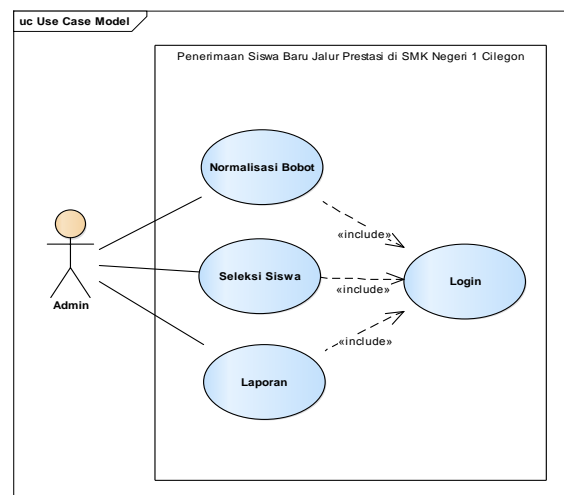 uc Use Case Model
Penerimaan Siswa Baru Jalur Prestasi di SMK Negeri 1 Cilegon
Normalisasi Bobot
«include»
Seleksi Siswa
«include»
Login
Admin
«include»
Laporan